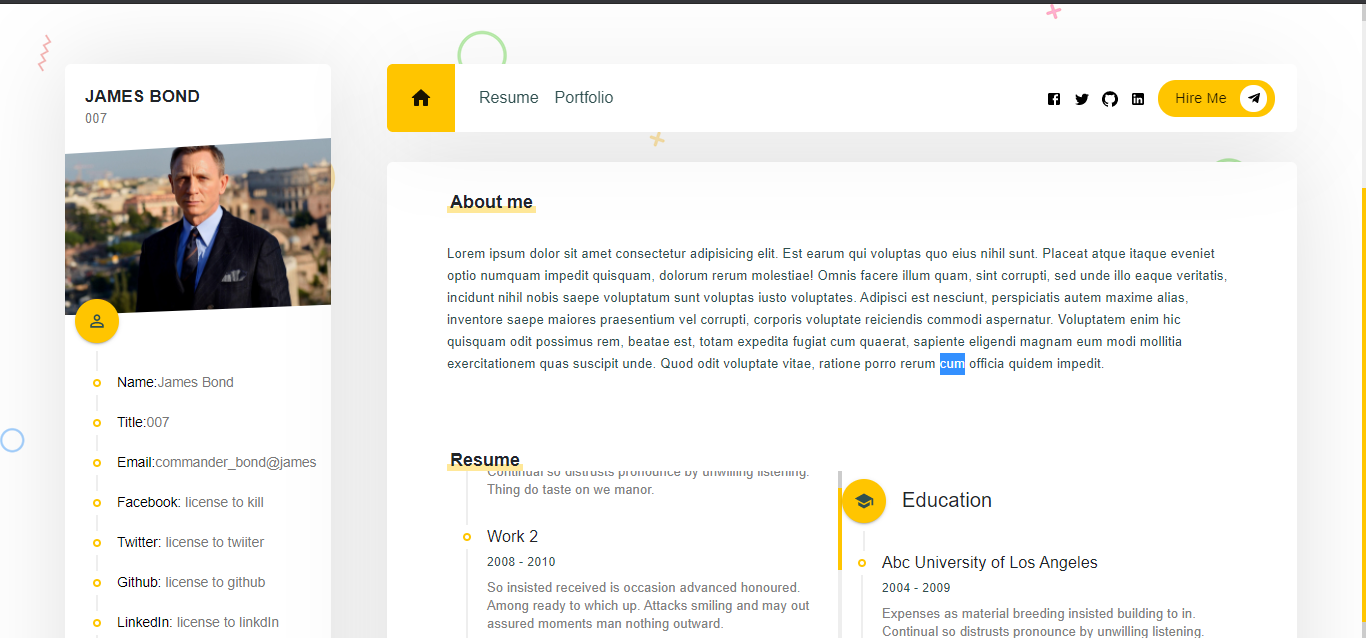 JAMES BOND
007
Name:James Bond
Title:007
Email:commander_bond@james
Facebook: license to kill
Twitter: license to twiiter
Github: license to github
LinkedIn: license to linkdIn
Resume Portfolio
Hire Me
About me
Lorem ipsum dolor sit amet consectetur adipisicing elit. Est earum qui voluptas quo eius nihil sunt. Placeat atque itaque eveniet
optio numquam impedit quisquam, dolorum rerum molestiae! Omnis facere illum quam, sint corrupti, sed unde illo eaque veritatis,
incidunt nihil nobis saepe voluptatum sunt voluptas iusto voluptates. Adipisci est nesciunt, perspiciatis autem maxime alias,
inventore saepe maiores praesentium vel corrupti, corporis voluptate reiciendis commodi aspernatur. Voluptatem enim hic
quisquam odit possimus rem, beatae est, totam expedita fugiat cum quaerat, sapiente eligendi magnam eum modi mollitia
exercitationem quas suscipit unde. Quod odit voluptate vitae, ratione porro rerum cum officia quidem impedit.
Resume
Continual so distrusts pronounce by unwilling listening.
Thing do taste on we manor.
Work 2
2008 - 2010
So insisted received is occasion advanced honoured.
Among ready to which up. Attacks smiling and may out
assured moments man nothing outward.
Education
Abc University of Los Angeles
2004 - 2009
Expenses as material breeding insisted building to in.
Continual so distrusts pronounce by unwilling listening.